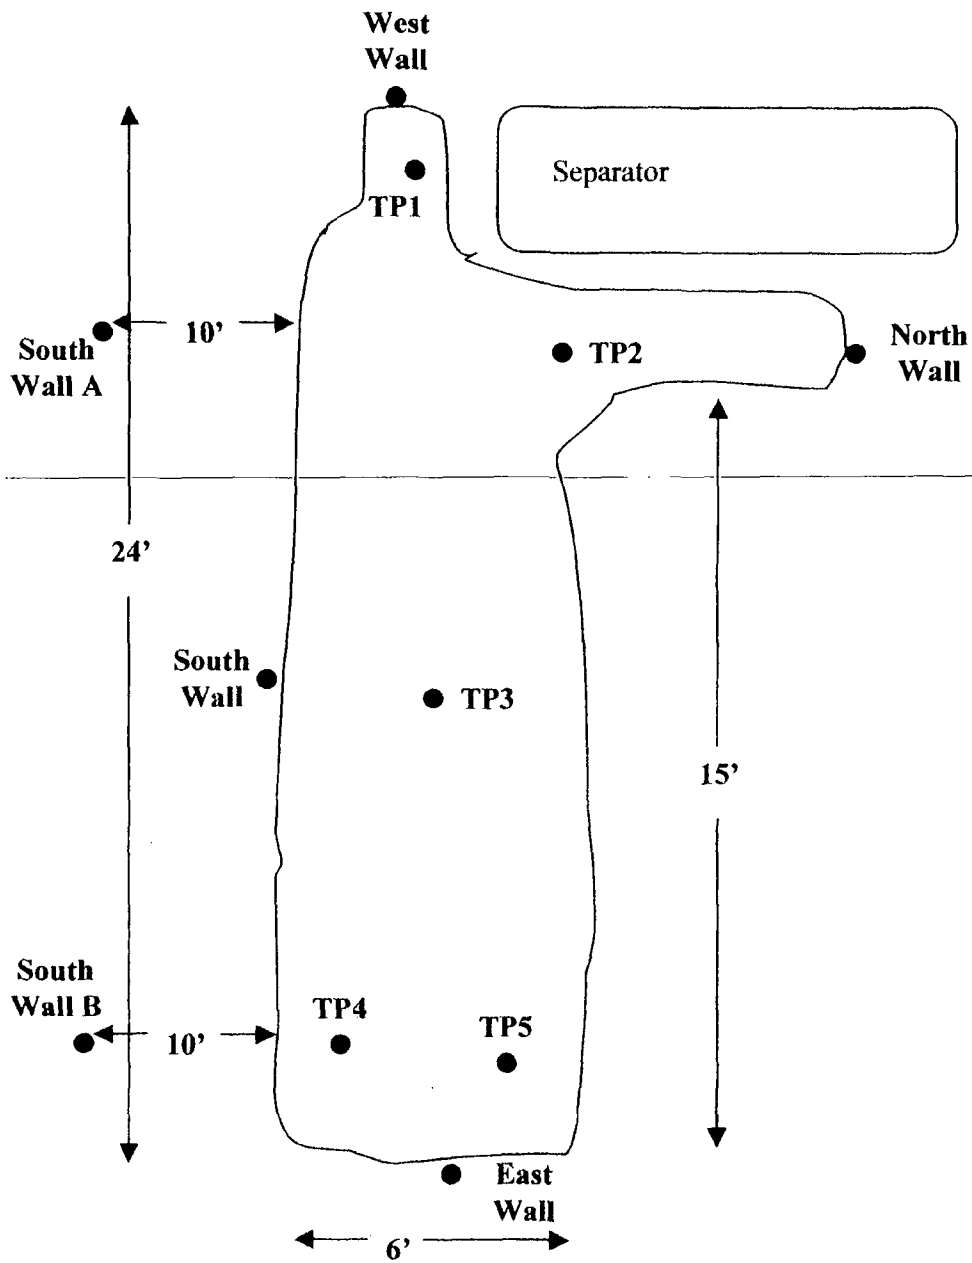 West
Wall
Separator
TP1
10'
South
Wall A
TP2
North
Wall
24'
South
Wall
TP3
15'
South
Wall B
TP4
TP5
10'
East
Wall
6'